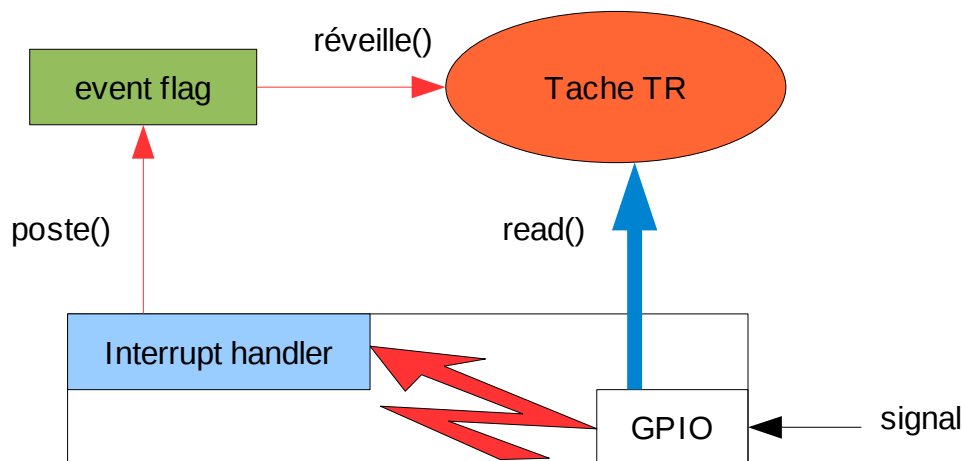 réveille()
event flag
Tache TR
poste()
read()
Interrupt handler
GPIO
signal